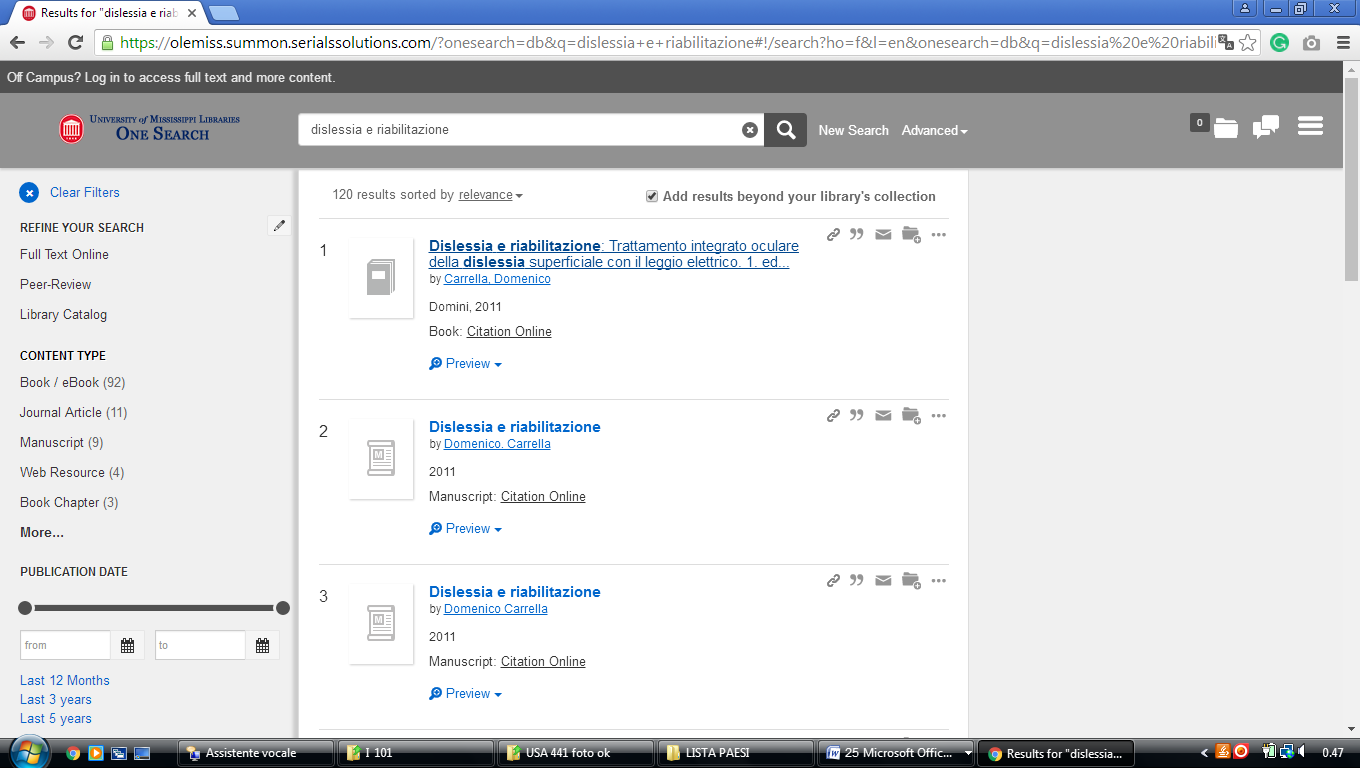 Results for "dislessia e riab
https://olemiss.summon.serialssolutions.com/?onesearch=db&q=dislessia+e+riabilitazione#!/search?ho=f&l=en&onesearch=db&q=dislessia%20e%20riabili
Off Campus? Log in to access full text and more content.
UNIVERSITY of MISSISSIPPI LIBRARIES
ONE SEARCH
dislessia e riabilitazione
New Search
Advanced
0
Clear Filters
REFINE YOUR SEARCH
Full Text Online
Peer-Review
Library Catalog
CONTENT TYPE
Book / eBook (92)
Journal Article (11)
Manuscript (9)
Web Resource (4)
Book Chapter (3)
More...
PUBLICATION DATE
from
to
Last 12 Months
Last 3 years
Last 5 years
120 results sorted by relevance
Add results beyond your library's collection
1
Dislessia e riabilitazione: Trattamento integrato oculare
della dislessia superficiale con il leggio elettrico. 1. ed...
by Carrella, Domenico
Domini, 2011
Book: Citation Online
Preview
2
Dislessia e riabilitazione
by Domenico. Carrella
2011
Manuscript: Citation Online
Preview
3
Dislessia e riabilitazione
by Domenico Carrella
2011
Manuscript: Citation Online
Preview
Assistente vocale
I 101
USA 441 foto ok
LISTA PAESI
25 Microsoft Offic...
Results for "dislessia...
0.47